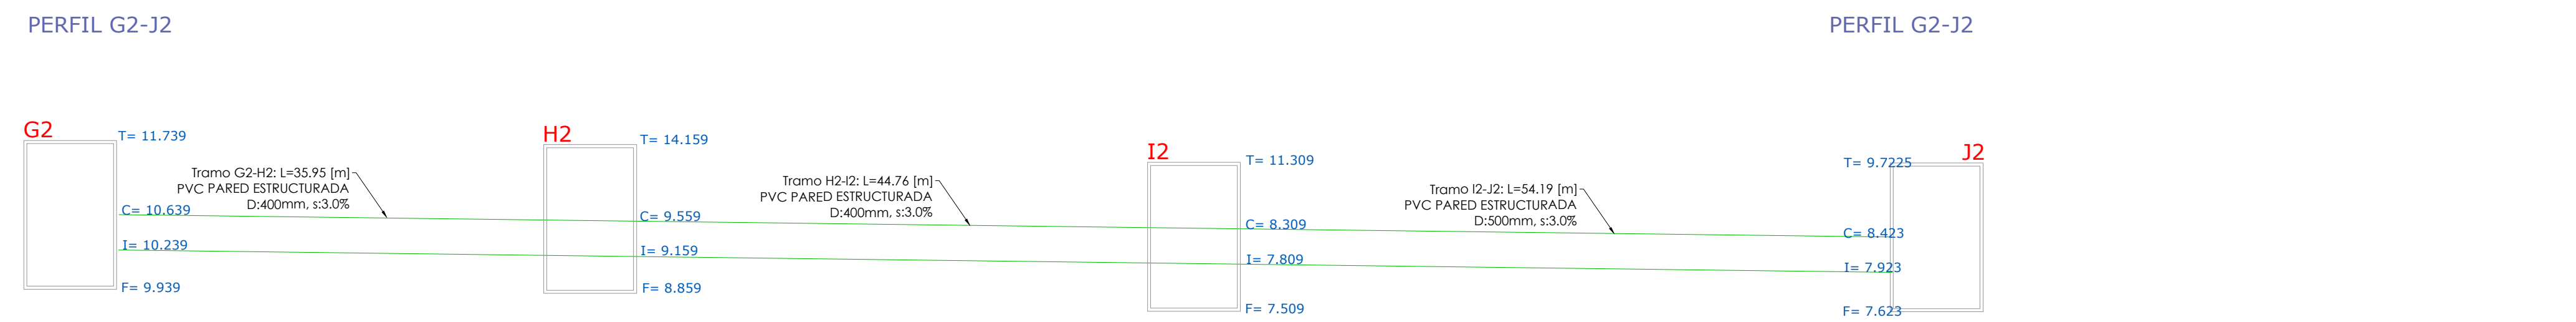 PERFIL G2-J2
PERFIL G2-J2
G2
T= 11.739
C= 10.639
I= 10.239
F= 9.939
Tramo G2-H2: L=35.95 [m]
PVC PARED ESTRUCTURADA
D:400mm, s:3.0%
H2
T= 14.159
C= 9.559
I= 9.159
F= 8.859
Tramo H2-I2: L=44.76 [m]
PVC PARED ESTRUCTURADA
D:400mm, s:3.0%
I2
T= 11.309
C= 8.309
I= 7.809
F= 7.509
Tramo I2-J2: L=54.19 [m]
PVC PARED ESTRUCTURADA
D:500mm, s:3.0%
J2
T= 9.7225
C= 8.423
I= 7.923
F= 7.623